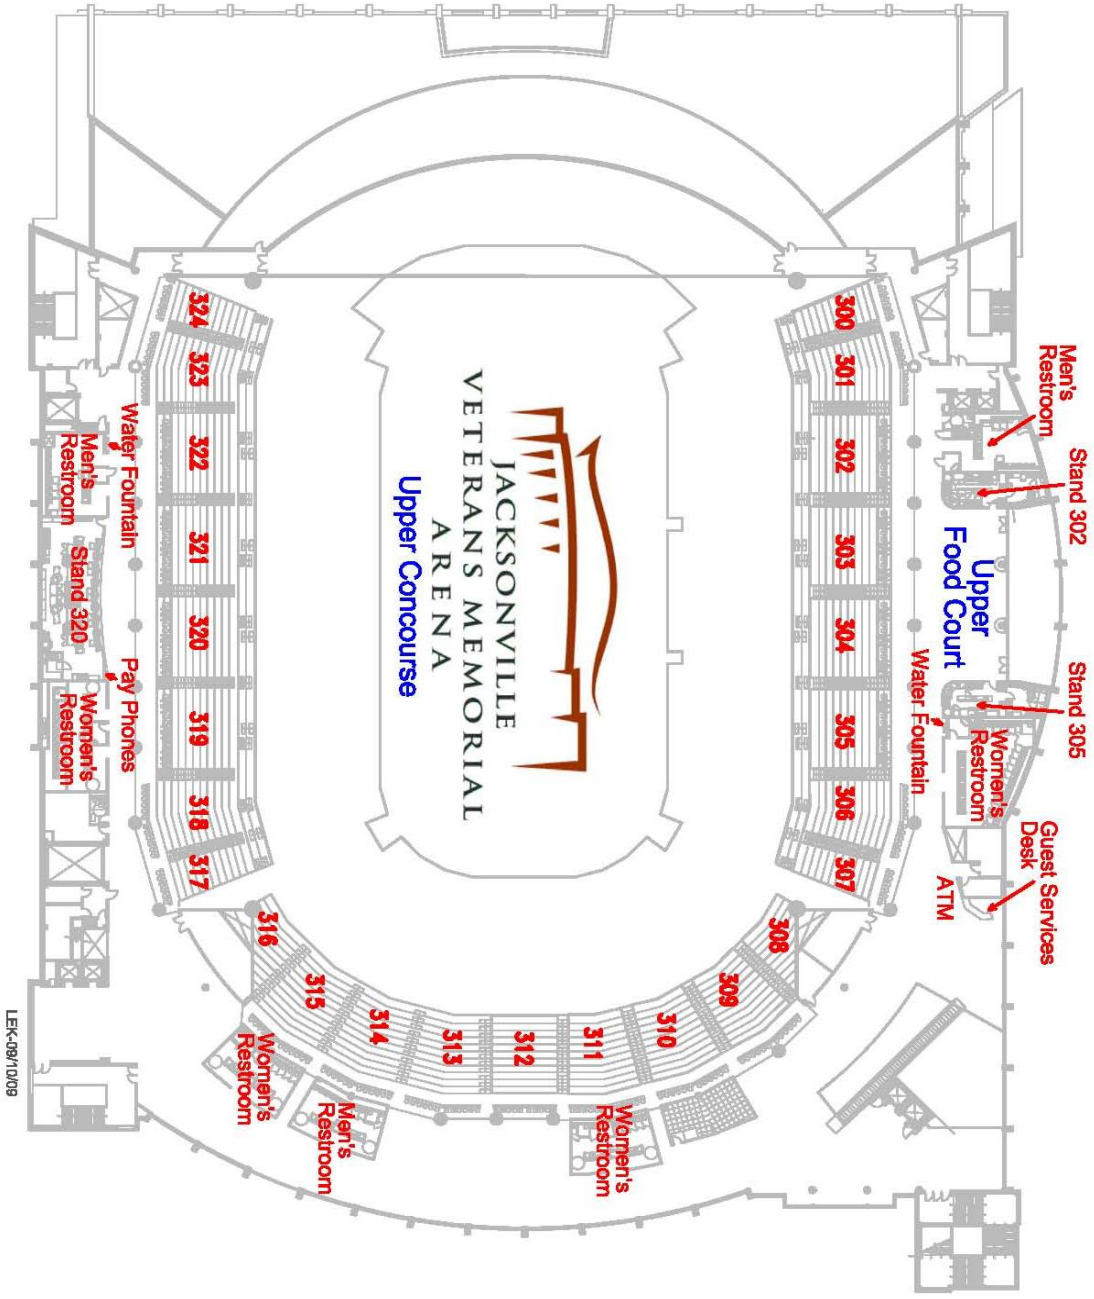 Men's
Restroom
Stand 302
Upper
Food Court
Stand 305
Women's
Restroom
Water Fountain
Guest Services
Desk
ATM
300
301
302
303
304
305
306
307
308
309
310
311
312
313
314
315
316
317
318
319
320
321
322
323
324
JACKSONVILLE
VETERANS MEMORIAL
ARENA
Upper Concourse
Water Fountain
Men's
Restroom
Stand 320
Pay Phones
Women's
Restroom
Women's
Restroom
Men's
Restroom
Women's
Restroom
LEK-09/10/09